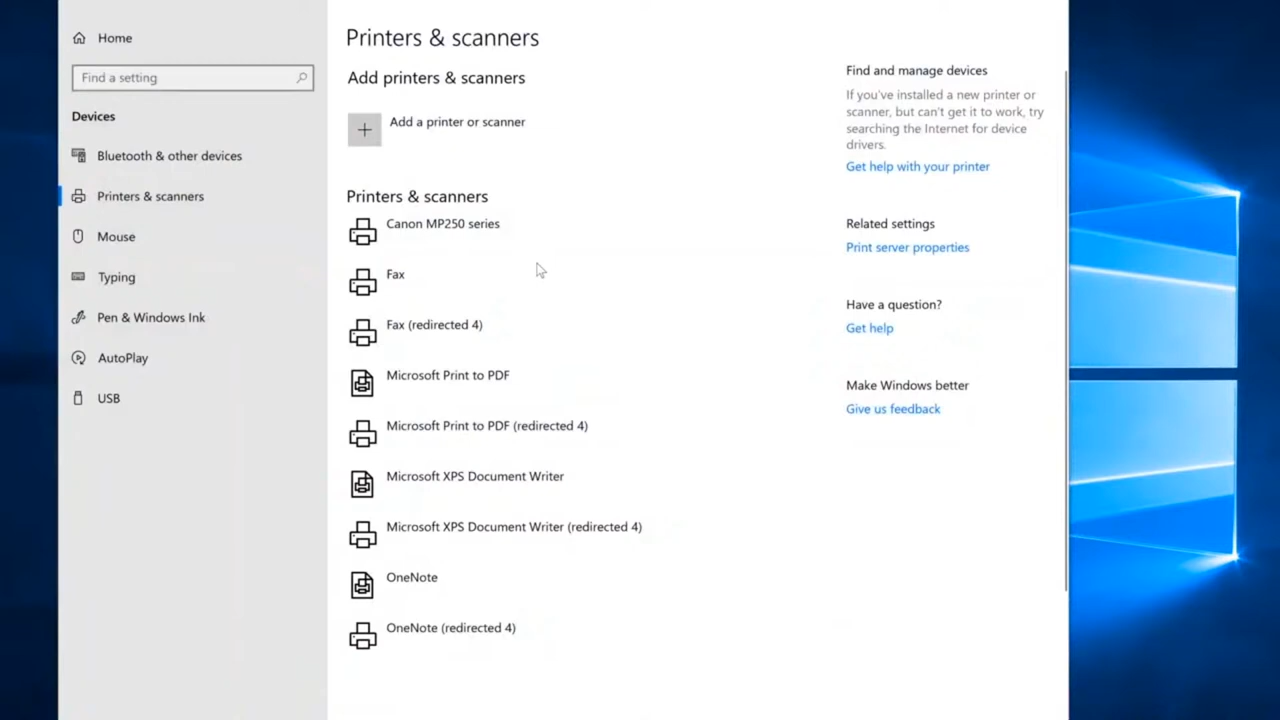 Home
Find a setting
Devices
Bluetooth & other devices
Printers & scanners
Mouse
Typing
Pen & Windows Ink
AutoPlay
USB
Printers & scanners
Add printers & scanners
Add a printer or scanner
Printers & scanners
Canon MP250 series
Fax
Fax (redirected 4)
Microsoft Print to PDF
Microsoft Print to PDF (redirected 4)
Microsoft XPS Document Writer
Microsoft XPS Document Writer (redirected 4)
OneNote
OneNote (redirected 4)
Find and manage devices
If you've installed a new printer or
scanner, but can't get it to work, try
searching the Internet for device
drivers.
Get help with your printer
Related settings
Print server properties
Have a question?
Get help
Make Windows better
Give us feedback